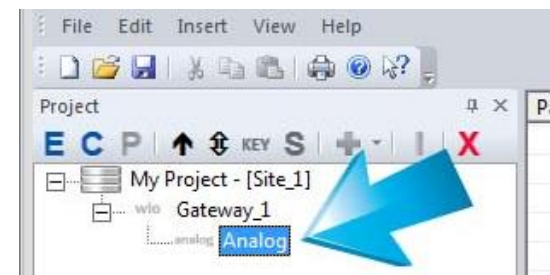 File Edit Insert View Help
Project
P
E C P KEY S I X
My Project - [Site_1]
wio Gateway_1
analog Analog